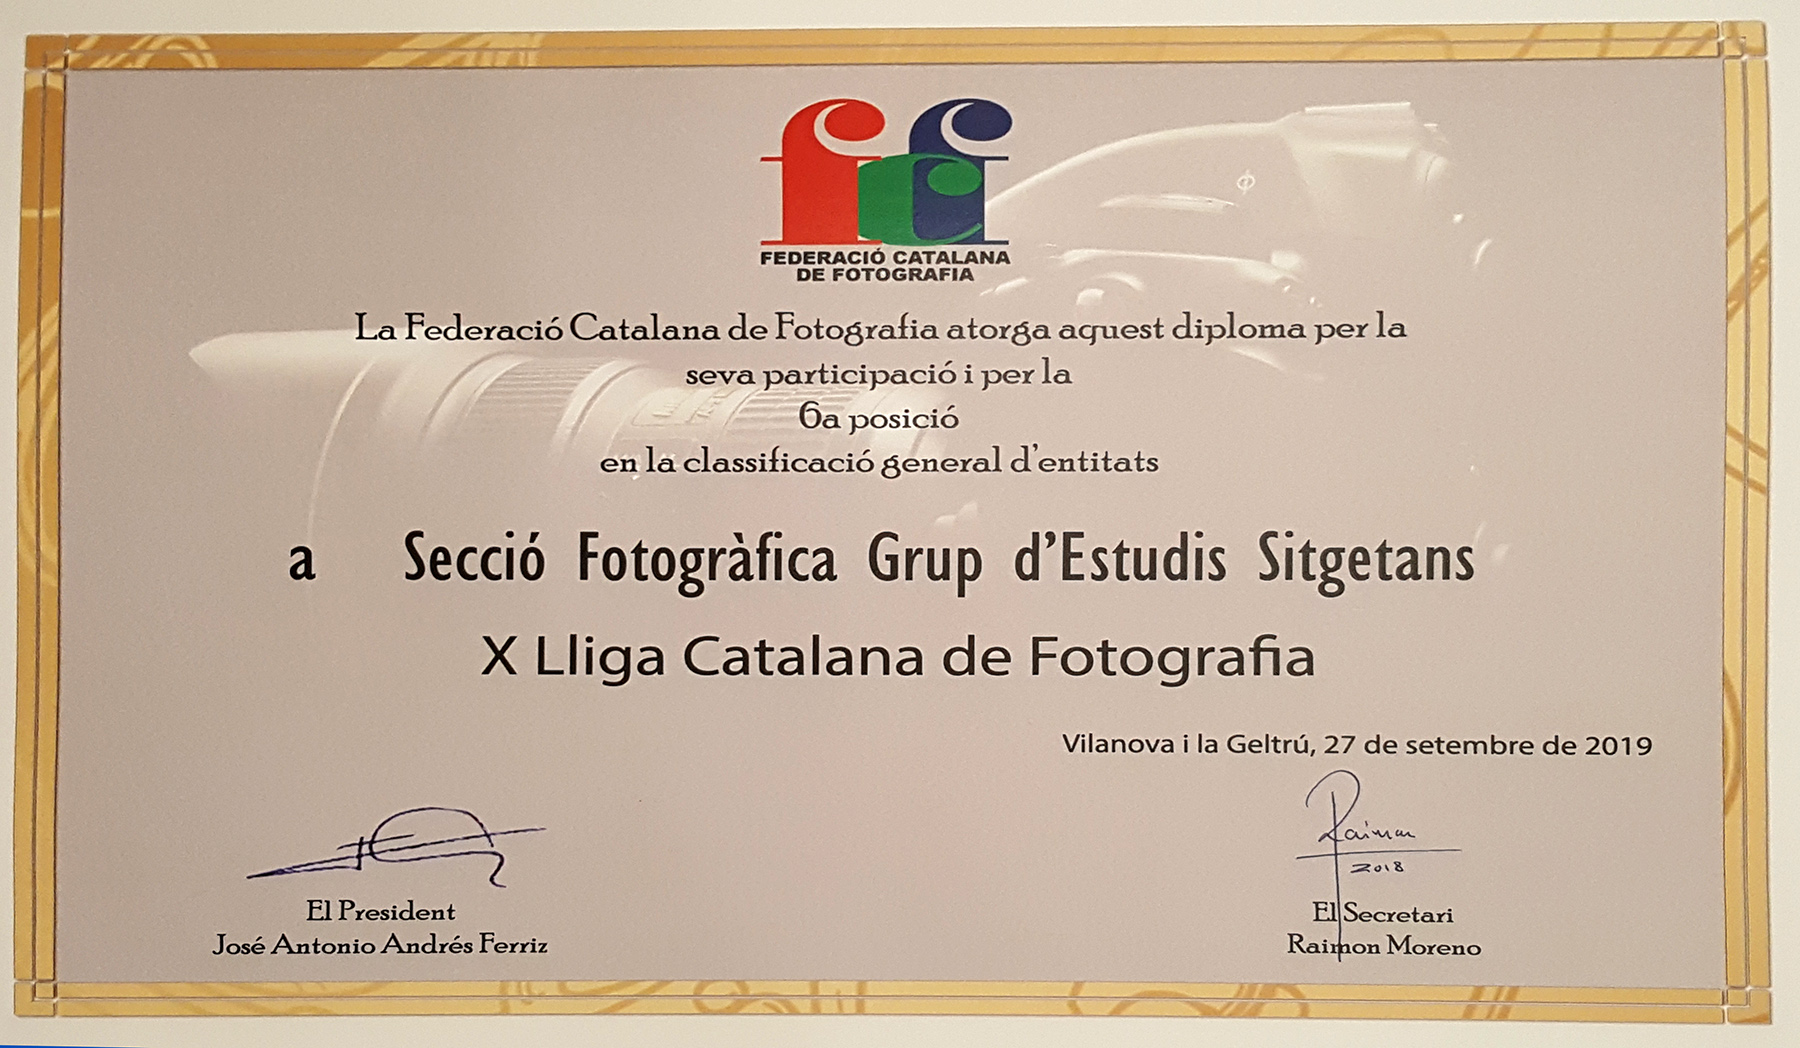 fcf
FEDERACIÓ CATALANA
DE FOTOGRAFIA
La Federació Catalana de Fotografia atorga aquest diploma per la
seva participació i per la
6a posició
en la classificació general d'entitats
a Secció Fotogràfica Grup d'Estudis Sitgetans
X Lliga Catalana de Fotografia
Vilanova i la Geltrú, 27 de setembre de 2019
Raimon
2018
El President
El Secretari
José Antonio Andrés Ferriz
Raimon Moreno